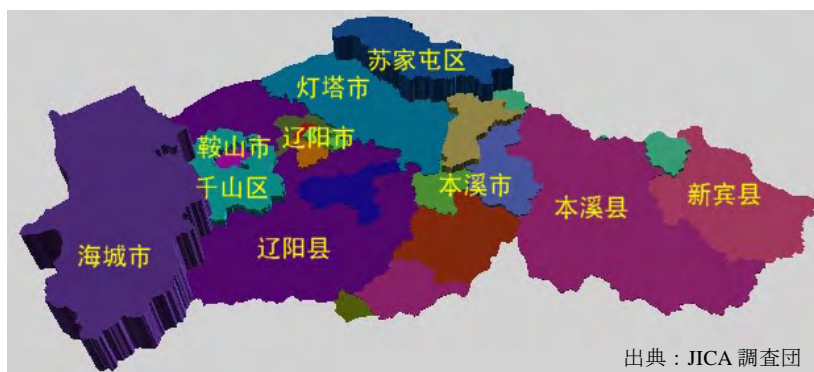 苏家屯区
灯塔市
辽阳市
鞍山市
千山区
本溪市
本溪县
新宾县
海城市
辽阳县
出典：JICA 調査団